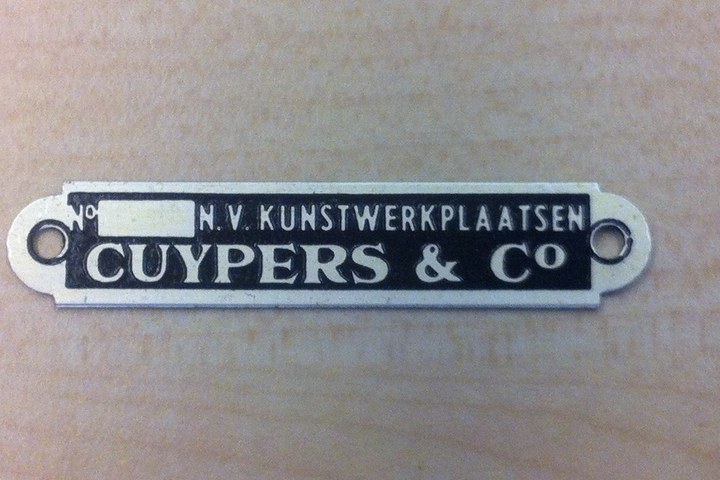 Nº N.V. KUNSTWERKPLAATSEN
CUYPERS & Cº